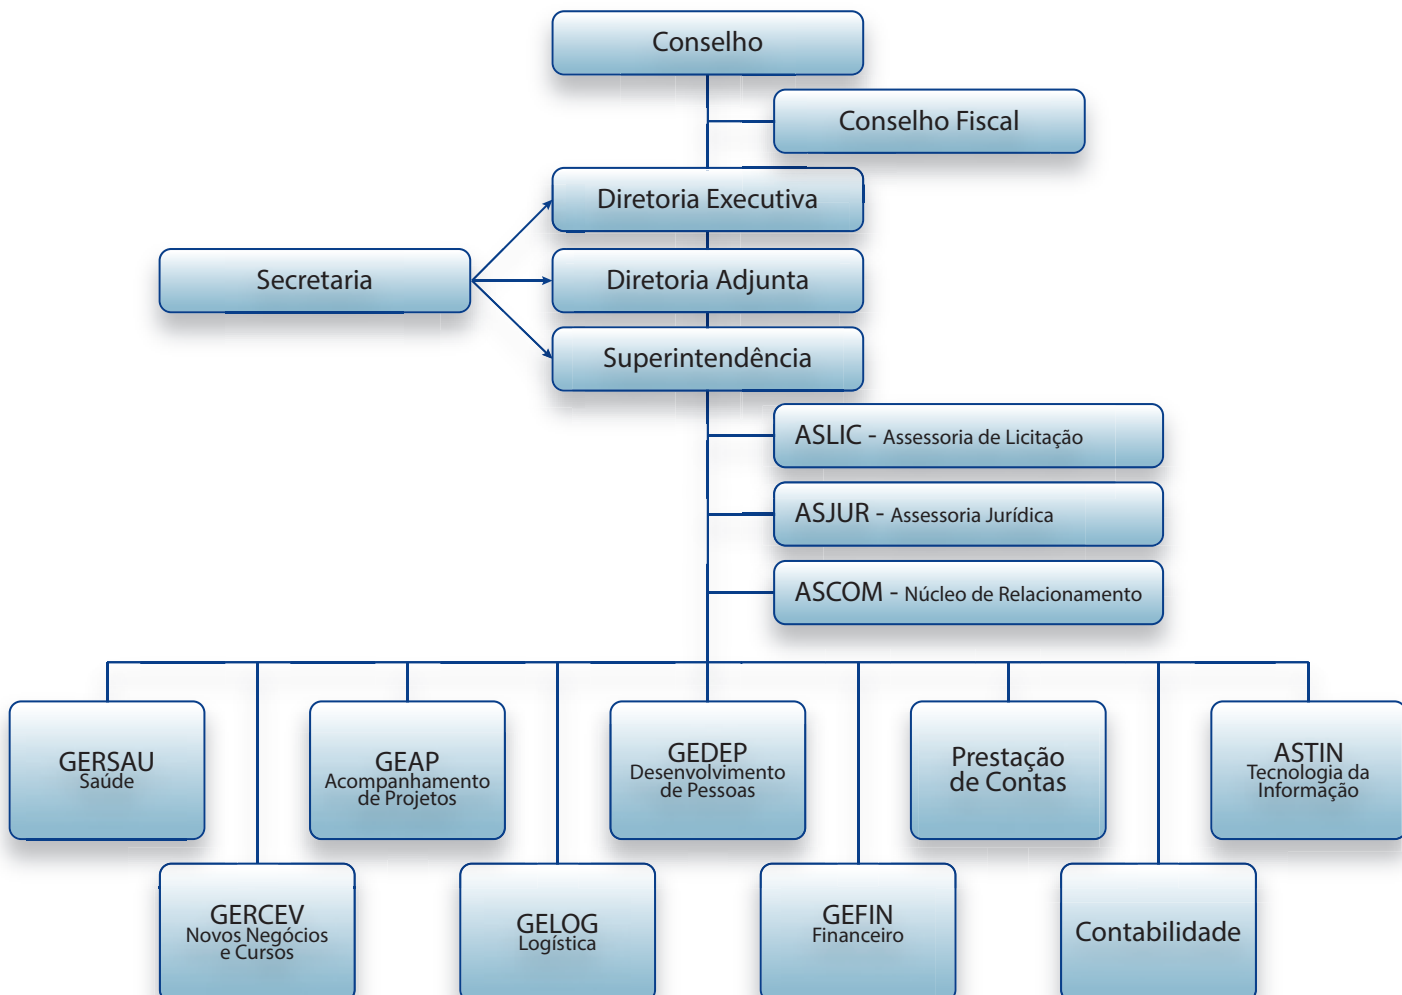 Conselho
Conselho Fiscal
Diretoria Executiva
Secretaria
Diretoria Adjunta
Superintendência
ASLIC - Assessoria de Licitação
ASJUR - Assessoria Jurídica
ASCOM - Núcleo de Relacionamento
GERSAU
Saúde
GEAP
Acompanhamento
de Projetos
GEDEP
Desenvolvimento
de Pessoas
Prestação
de Contas
ASTIN
Tecnologia da
Informação
GERCEV
Novos Negócios
e Cursos
GELOG
Logística
GEFIN
Financeiro
Contabilidade